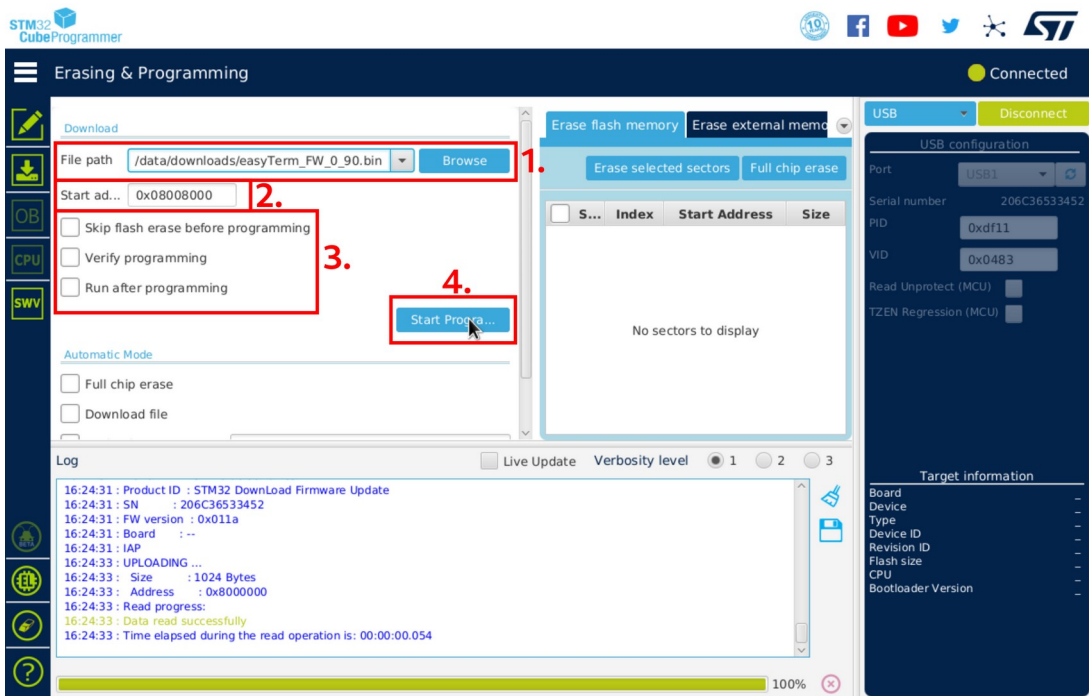 STM32
CubeProgrammer
10
Erasing & Programming
Connected
Download
File path /data/downloads/easyTerm_FW_0_90.bin Browse
1.
Start ad... 0x08008000
2.
Skip flash erase before programming
Verify programming
Run after programming
3.
4.
Start Progra...
Automatic Mode
Full chip erase
Download file
OB
CPU
SWV
Erase flash memory Erase external memo
Erase selected sectors Full chip erase
S... Index Start Address Size
No sectors to display
USB Disconnect
USB configuration
Port USB1
Serial number 206C36533452
PID 0xdf11
VID 0x0483
Read Unprotect (MCU)
TZEN Regression (MCU)
Log Live Update Verbosity level 1 2 3
16:24:31 : Product ID : STM32 DownLoad Firmware Update
16:24:31 : SN : 206C36533452
16:24:31 : FW version : 0x011a
16:24:31 : Board : --
16:24:31 : IAP
16:24:33 : UPLOADING ...
16:24:33 : Size : 1024 Bytes
16:24:33 : Address : 0x8000000
16:24:33 : Read progress:
16:24:33 : Data read successfully
16:24:33 : Time elapsed during the read operation is: 00:00:00.054
100%
Target information
Board _
Device _
Type _
Device ID _
Revision ID _
Flash size _
CPU _
Bootloader Version _
BETA
EL
?